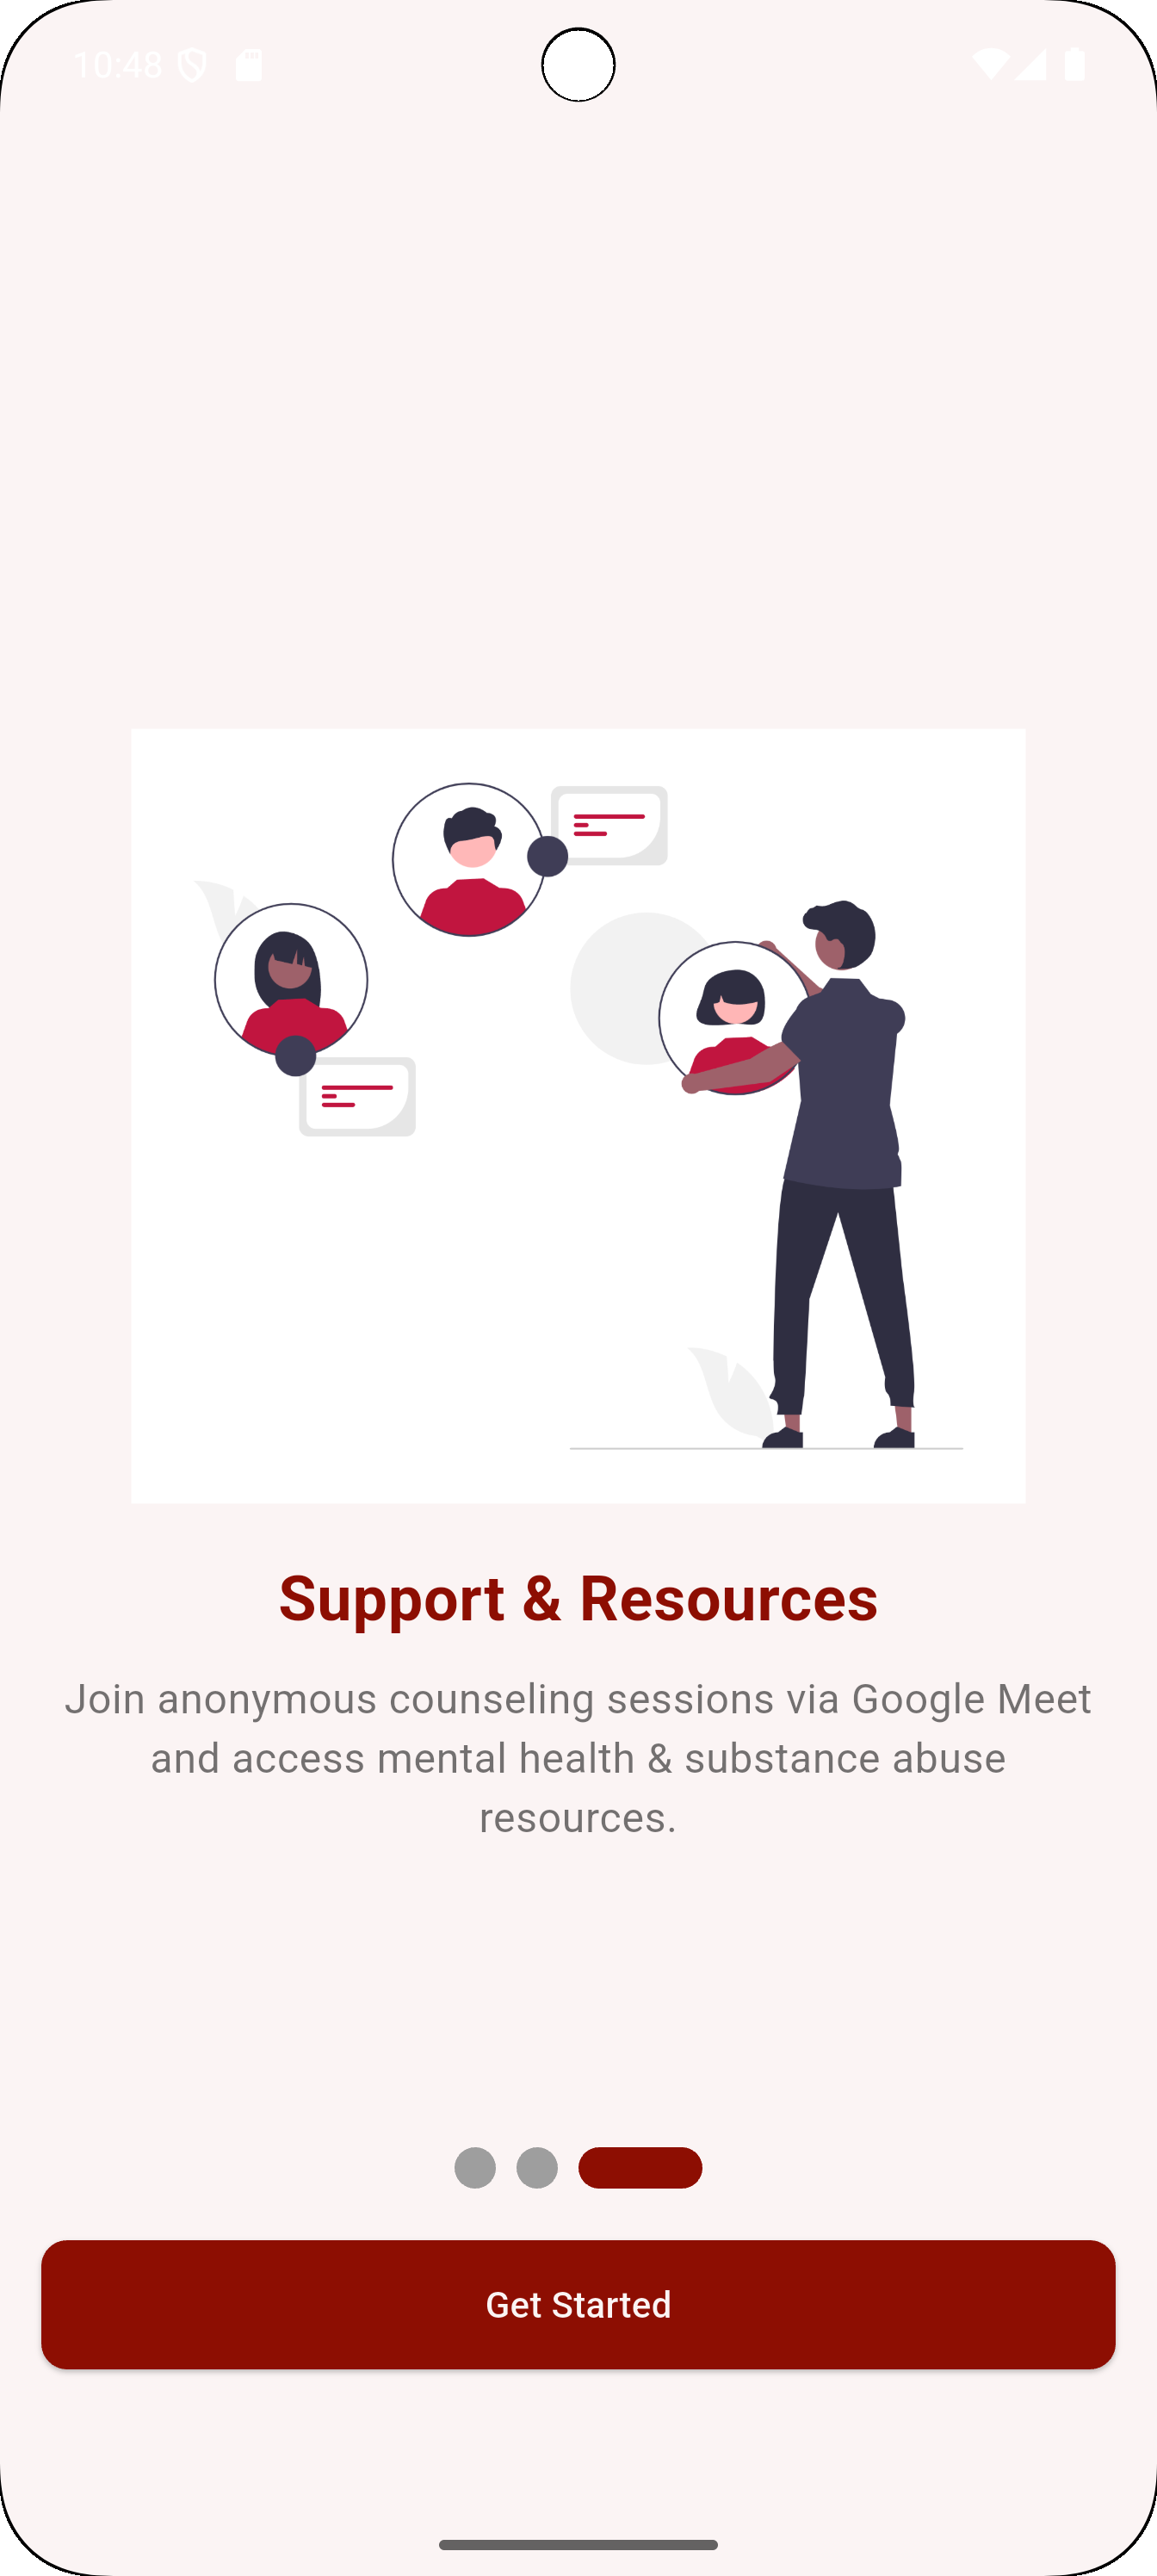 10:48
Support & Resources
Join anonymous counseling sessions via Google Meet
and access mental health & substance abuse
resources.
Get Started